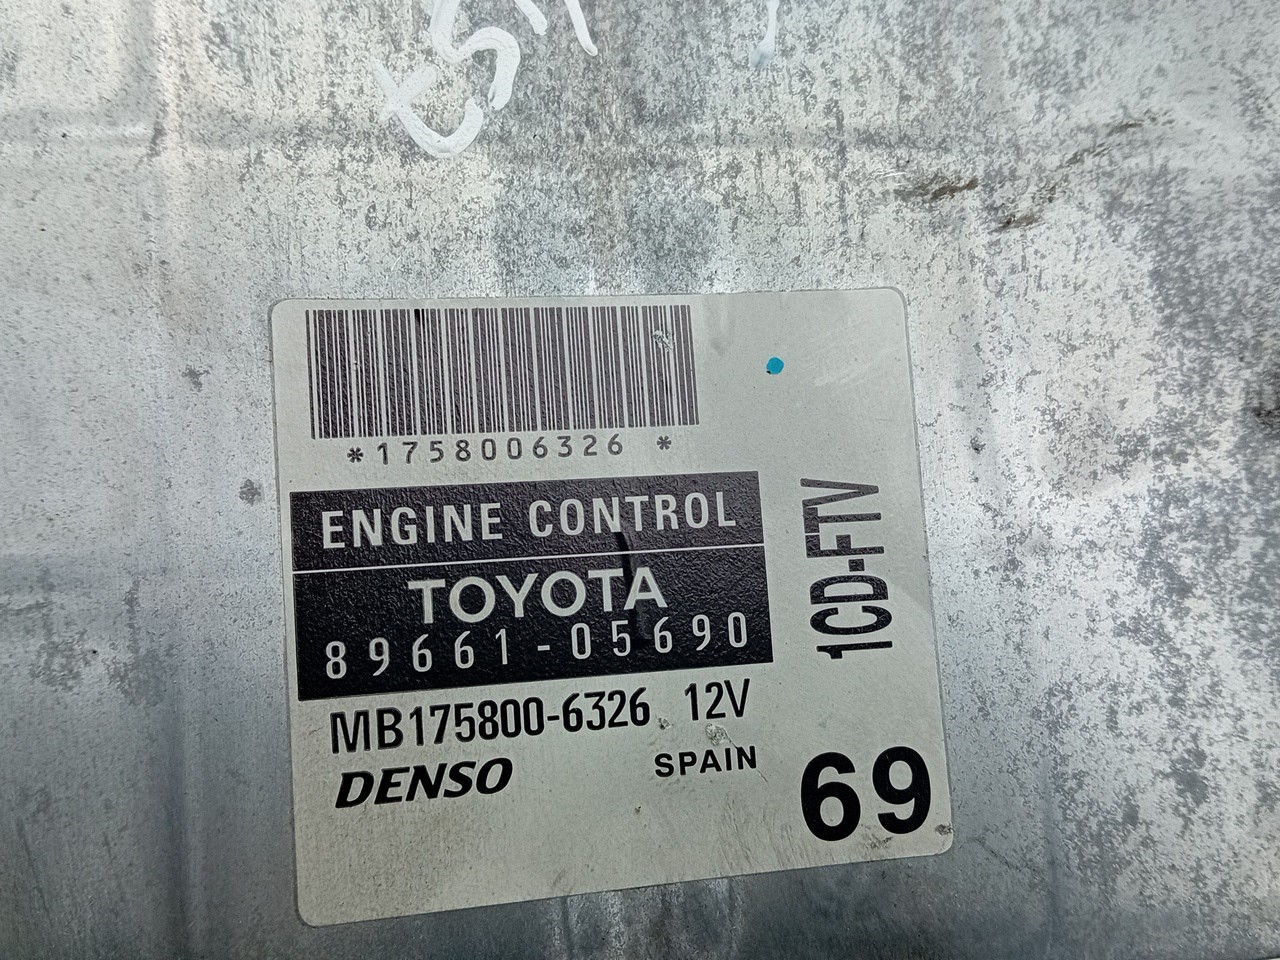 *1758006326 *
ENGINE CONTROL
TOYOTA
89661-05690
MB175800-6326 12V
DENSO SPAIN
1CD-FTV
69